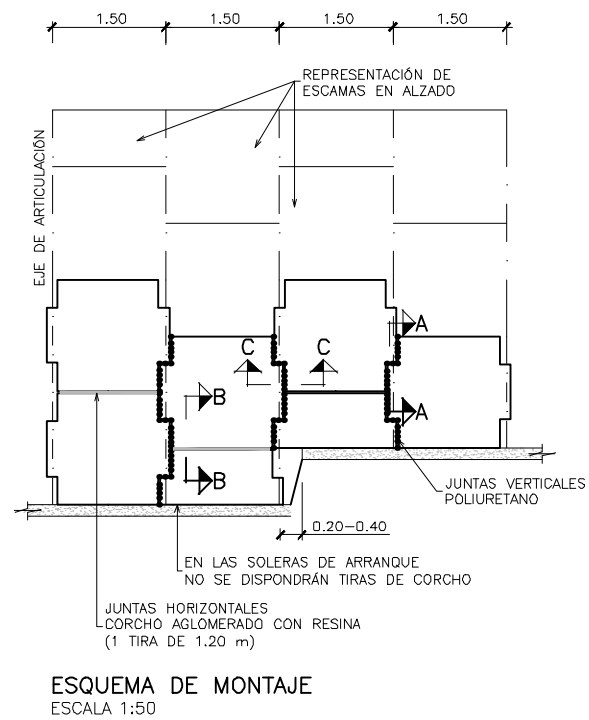 1.50 1.50 1.50 1.50
REPRESENTACIÓN DE
ESCAMAS EN ALZADO
EJE DE ARTICULACIÓN
A
C C
B
A
B
JUNTAS VERTICALES
POLIURETANO
0.20-0.40
EN LAS SOLERAS DE ARRANQUE
NO SE DISPONDRÁN TIRAS DE CORCHO
JUNTAS HORIZONTALES
CORCHO AGLOMERADO CON RESINA
(1 TIRA DE 1.20 m)
ESQUEMA DE MONTAJE
ESCALA 1:50